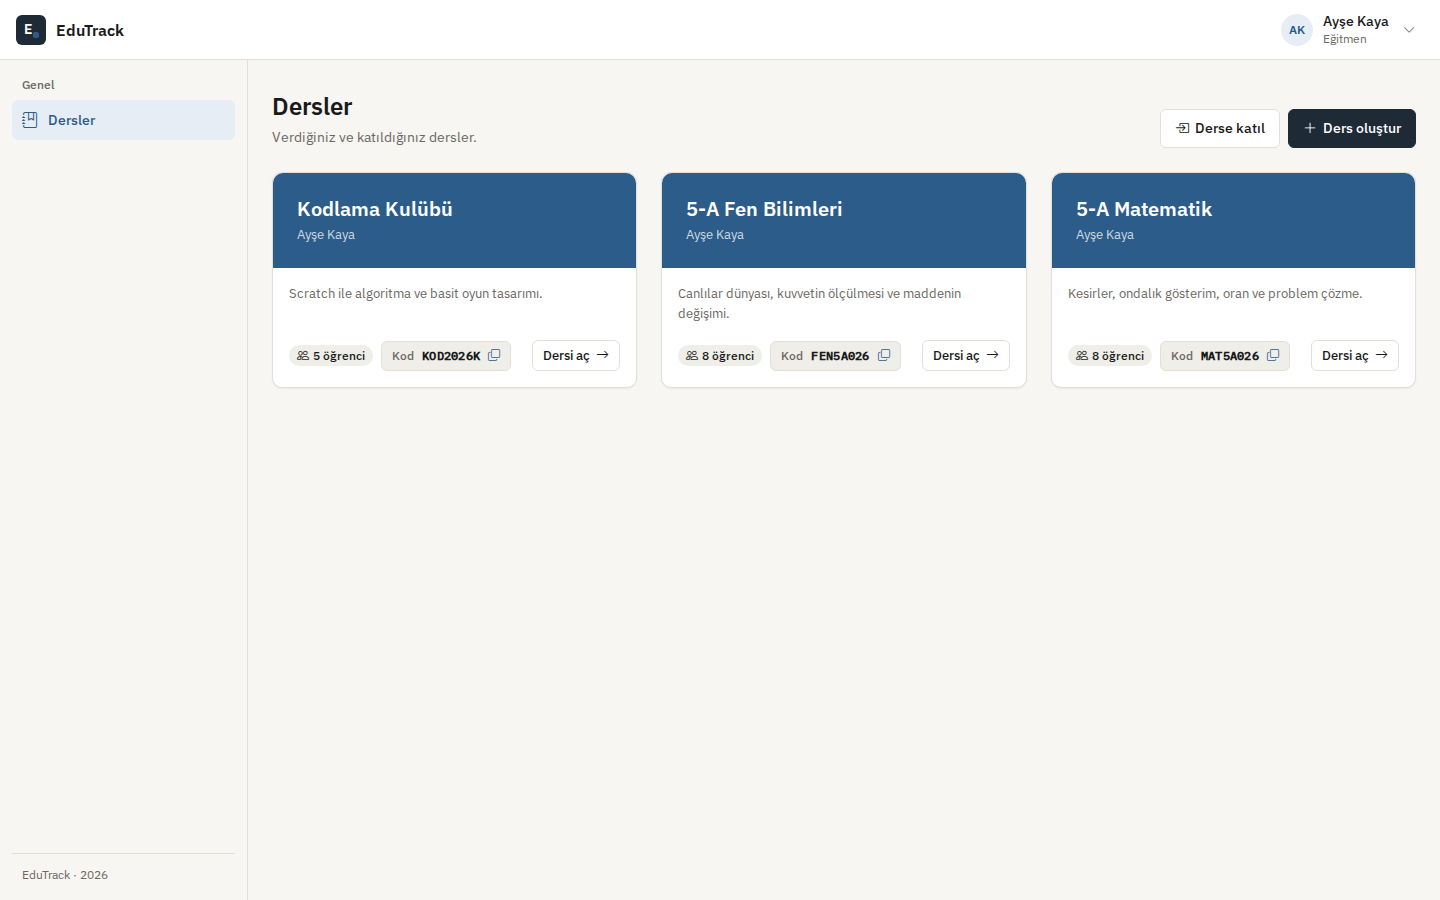 E.
EduTrack
AK
Ayşe Kaya
Eğitmen
Genel
Dersler
Dersler
Verdiğiniz ve katıldığınız dersler.
Derse katıl
Ders oluştur
Kodlama Kulübü
Ayşe Kaya
Scratch ile algoritma ve basit oyun tasarımı.
5 öğrenci
Kod KOD2026K
Dersi aç
5-A Fen Bilimleri
Ayşe Kaya
Canlılar dünyası, kuvvetin ölçülmesi ve maddenin
değişimi.
8 öğrenci
Kod FEN5A026
Dersi aç
5-A Matematik
Ayşe Kaya
Kesirler, ondalık gösterim, oran ve problem çözme.
8 öğrenci
Kod MAT5A026
Dersi aç
EduTrack · 2026